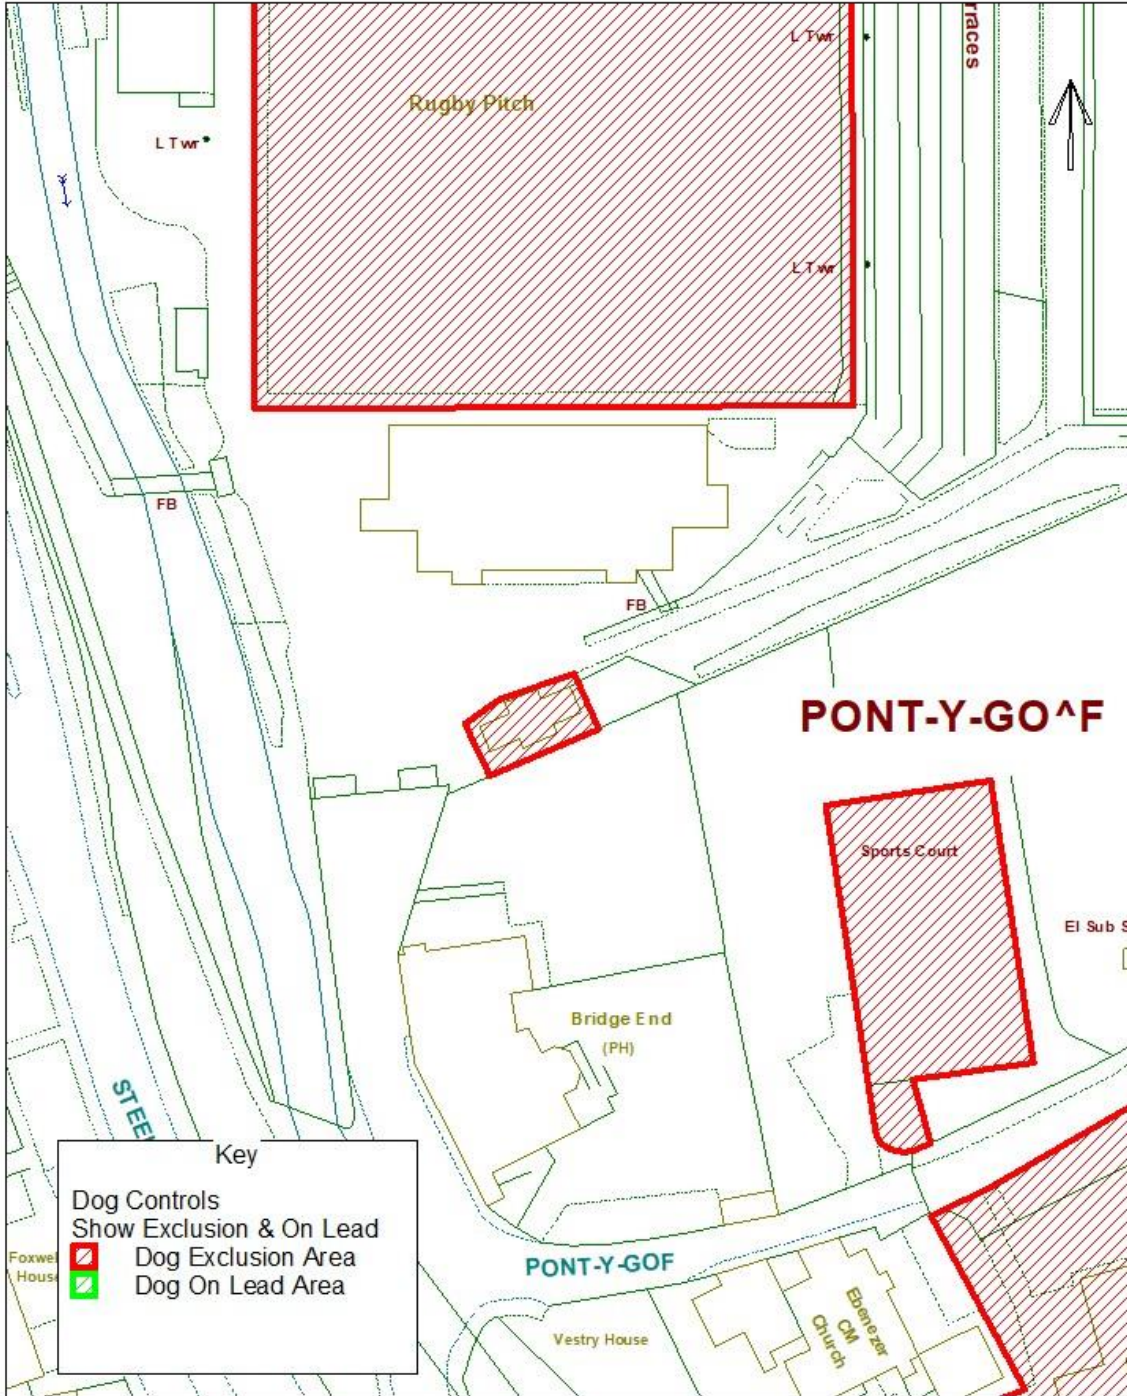 L Twr
rraces
Rugby Pitch
L Twr
L Twr
FB
FB
PONT-Y-GO^F
Sports Court
El Sub S
Bridge End
(PH)
STEE
Key
Dog Controls
Show Exclusion & On Lead
Dog Exclusion Area
Dog On Lead Area
Foxwel
House
PONT-Y-GOF
Vestry House
Ebenezer
CM
Church